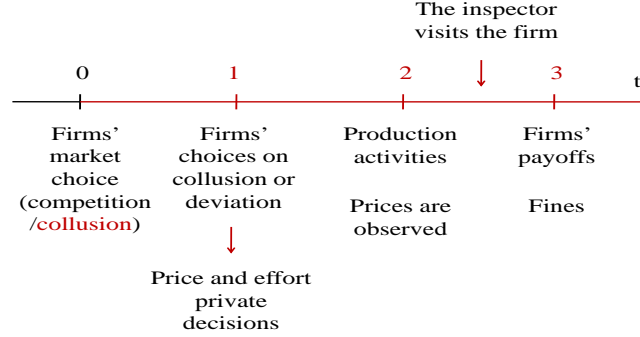 The inspector
visits the firm
0
1
2
3
t
Firms'
market
choice
(competition
/collusion)
Firms'
choices on
collusion or
deviation
Production
activities
Prices are
observed
Firms'
payoffs
Fines
Price and effort
private
decisions